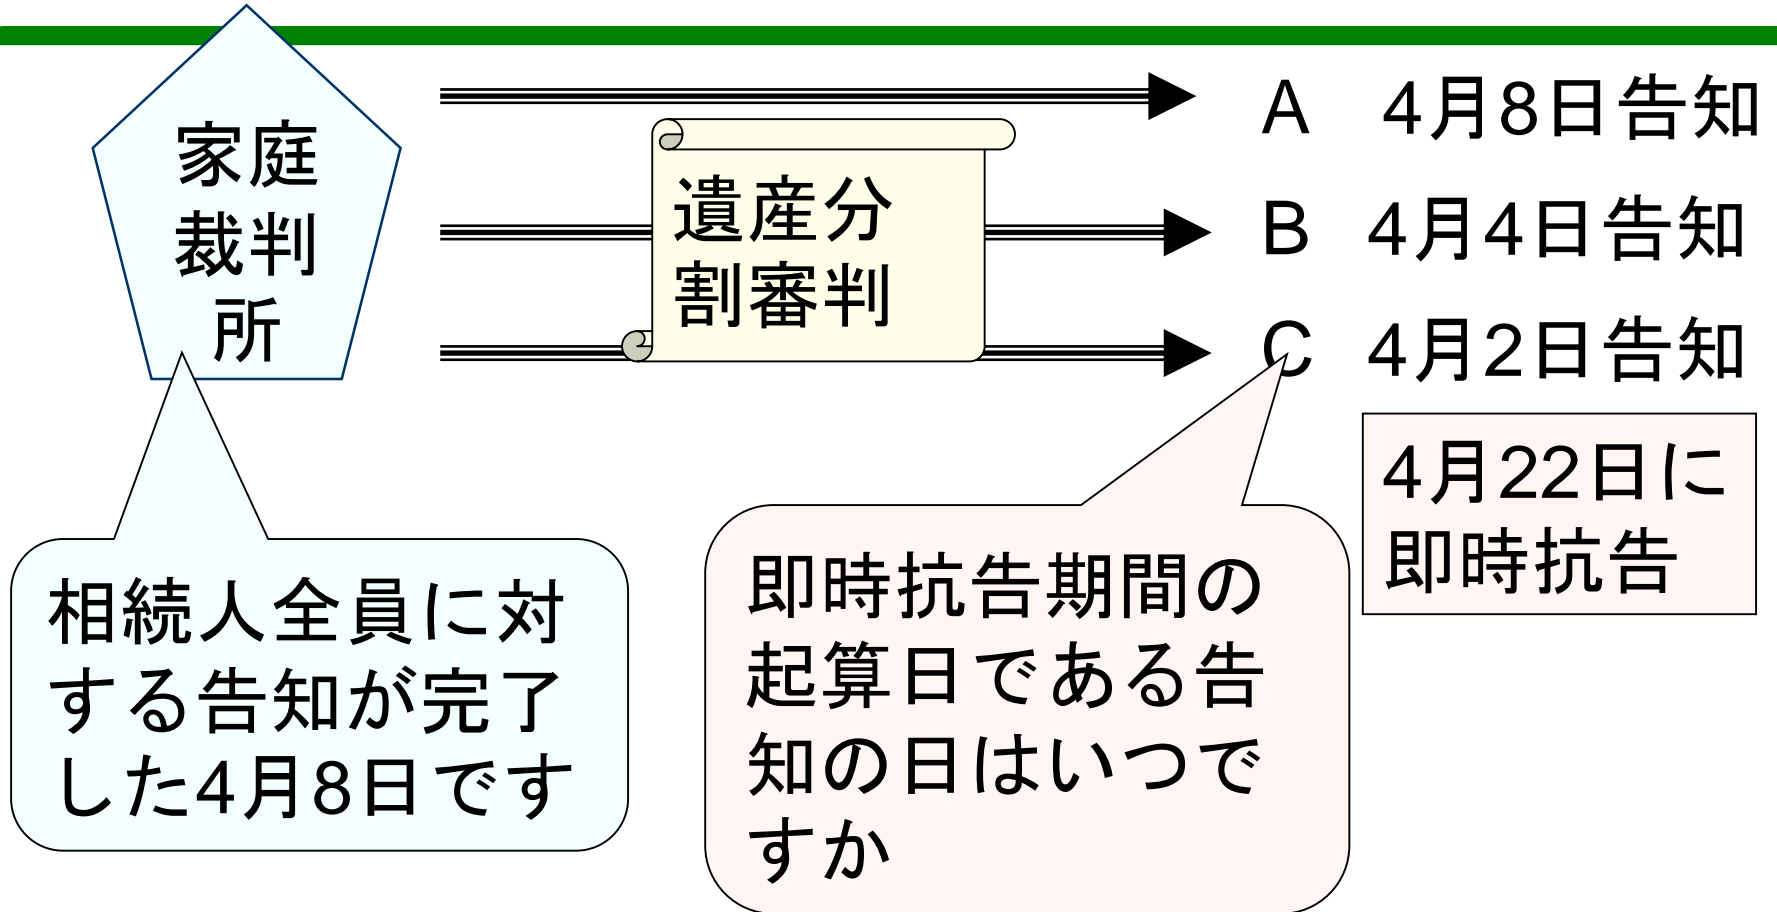 家庭
裁判
所
遺産分
割審判
A 4月8日告知
B 4月4日告知
C 4月2日告知
4月22日に
即時抗告
即時抗告期間の
起算日である告
知の日はいつで
すか
相続人全員に対
する告知が完了
した4月8日です